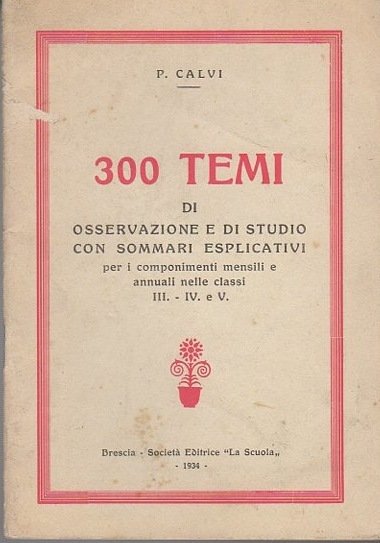 P. CALVI
300 TEMI
DI
OSSERVAZIONE E DI STUDIO
CON SOMMARI ESPLICATIVI
per i componimenti mensili e
annuali nelle classi
III. - IV. e V.
Brescia - Società Editrice "La Scuola„
- 1934 -